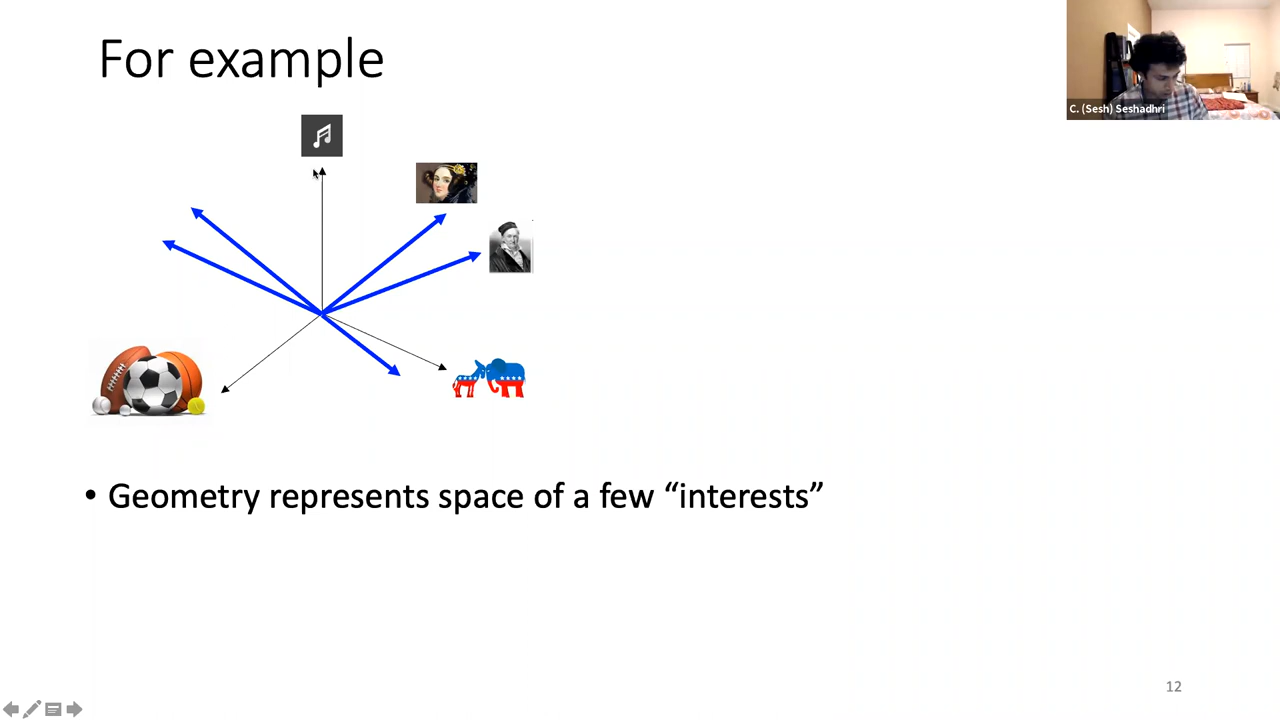 For example
C. (Sesh) Seshadhri
• Geometry represents space of a few “interests”
12